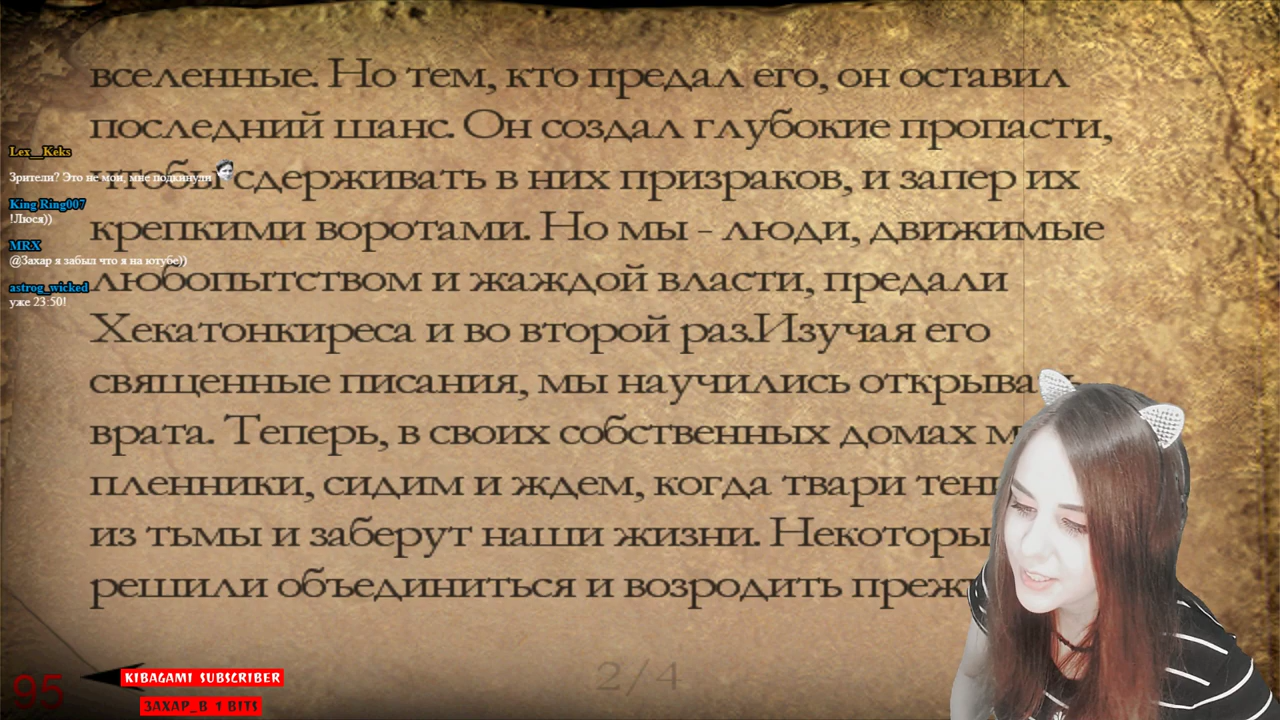 вселенные. Но тем, кто предал его, он оставил
последний шанс. Он создал глубокие пропасти,
сдерживать в них призраков, и запер их
крепкими воротами. Но мы - люди, движимые
любопытством и жаждой власти, предали
Хекатонкиреса и во второй раз.Изучая его
священные писания, мы научились
врата. Теперь, в своих собственных домах
пленники, сидим и ждем, когда твари
из тьмы и заберут наши жизни.
решили объединиться и возродить
2/4
Lex__Keks
Зрители? Это не мои, мне подкинули
King Ring007
!Люся))
MRX
@Захар я забыл что я на ютубе))
astrog_wicked
уже 23:50!
95
KIBAGAMI SUBSCRIBER
ЗАХАР_В 1 BITS